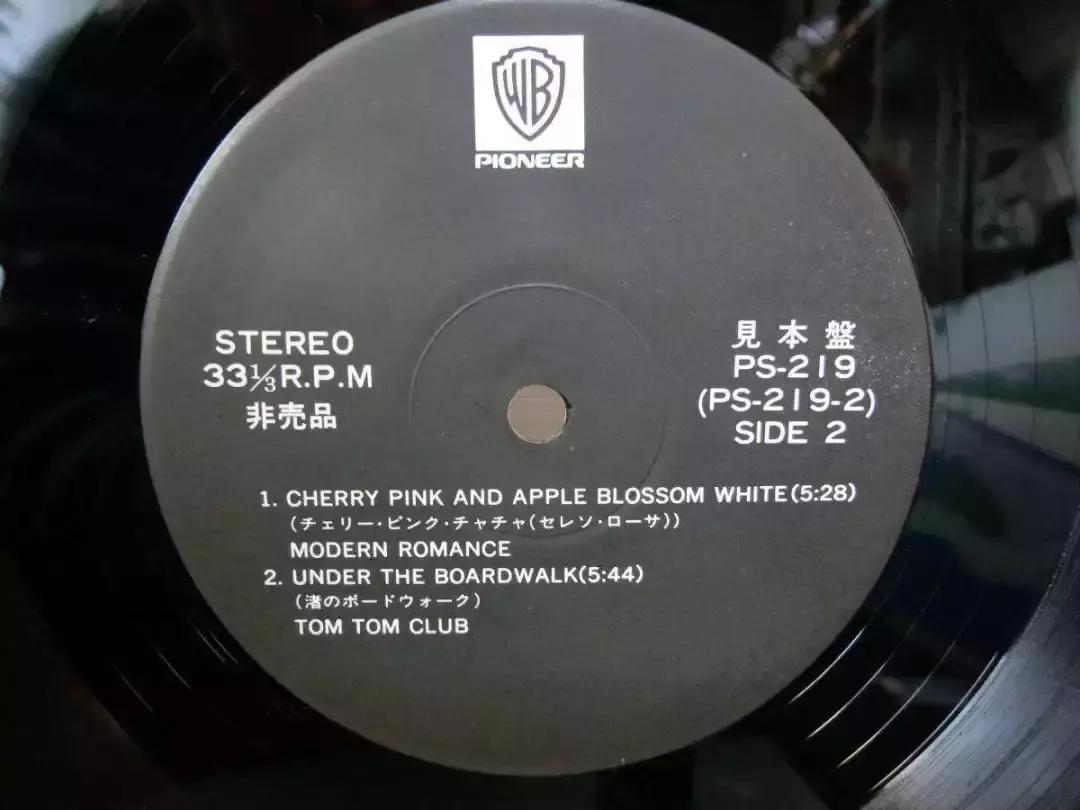 WB
PIONEER
STEREO
33⅓ R.P.M
非売品
見本盤
PS-219
(PS-219-2)
SIDE 2
1. CHERRY PINK AND APPLE BLOSSOM WHITE(5:28)
(チェリー・ピンク・チャチャ(セレソ・ローサ))
MODERN ROMANCE
2. UNDER THE BOARDWALK(5:44)
(渚のボードウォーク)
TOM TOM CLUB